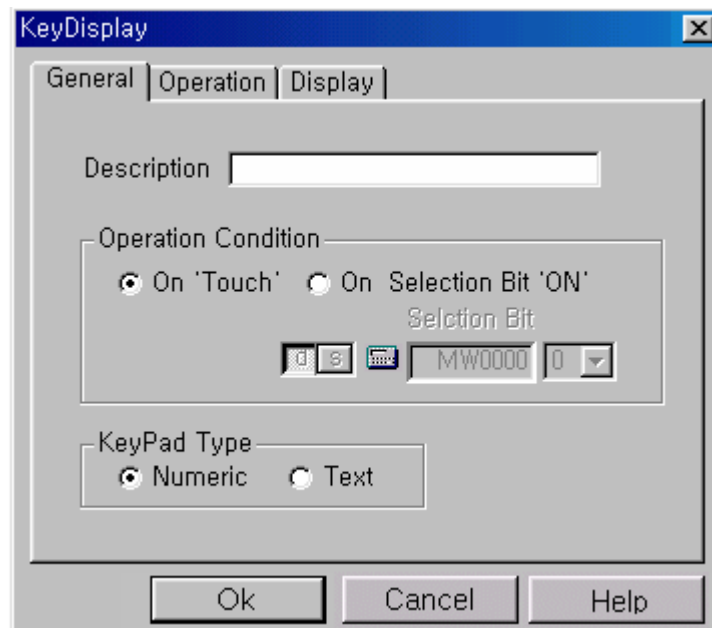 KeyDisplay
General Operation Display
Description
Operation Condition
On 'Touch' On Selection Bit 'ON'
Selction Bit
d s MW0000 0
KeyPad Type
Numeric Text
Ok Cancel Help